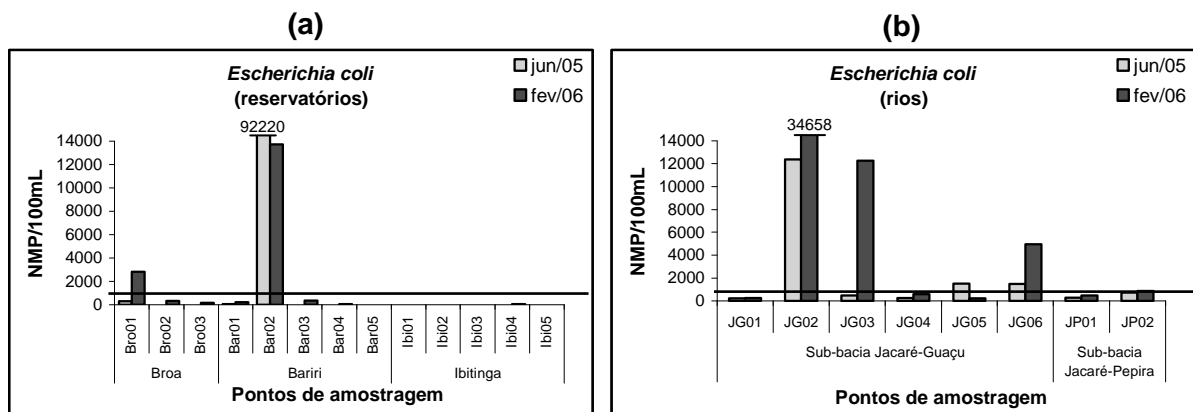 (a)
Escherichia coli
(reservatórios)
jun/05
fev/06
92220
NMP/100mL
14000
12000
10000
8000
6000
4000
2000
0
Bro01 Bro02 Bro03 Bar01 Bar02 Bar03 Bar04 Bar05 Ibi01 Ibi02 Ibi03 Ibi04 Ibi05
Broa Bariri Ibitinga
Pontos de amostragem
(b)
Escherichia coli
(rios)
jun/05
fev/06
34658
NMP/100mL
14000
12000
10000
8000
6000
4000
2000
0
JG01 JG02 JG03 JG04 JG05 JG06 JP01 JP02
Sub-bacia Jacaré-Guaçu
Sub-bacia
Jacaré-Pepira
Pontos de amostragem